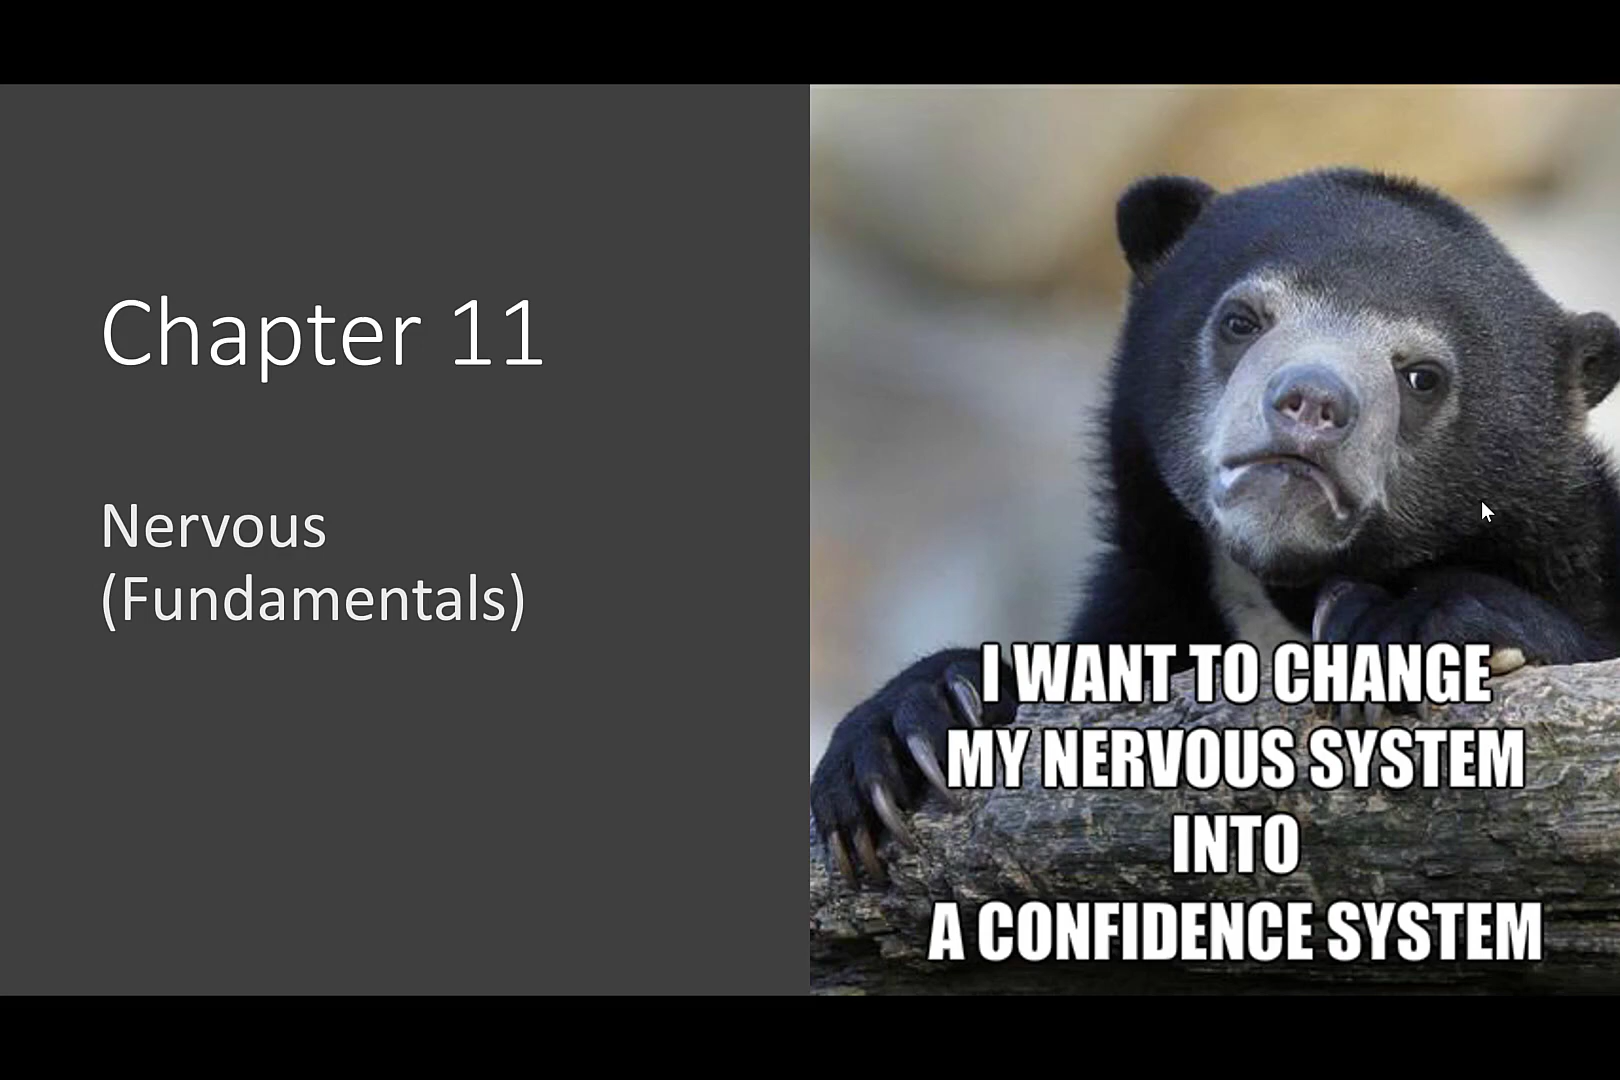 Chapter 11
Nervous
(Fundamentals)
I WANT TO CHANGE
MY NERVOUS SYSTEM
INTO
A CONFIDENCE SYSTEM